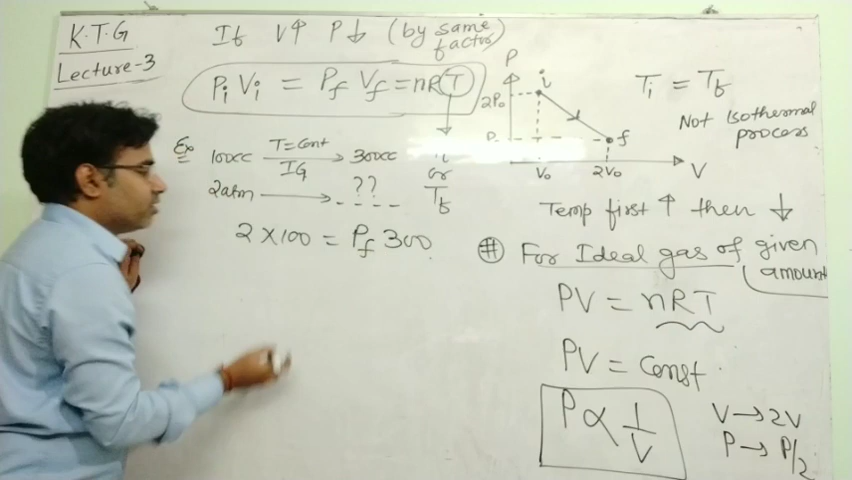 K.T.G
Lecture-3
If V↑ P↓ (by same factor)
PiVi = PfVf = nRT
i or Tf
Ex 100cc T=Cont IG → 300cc
2atm → ??
2×100 = Pf 300
P
2P₀
P
i
f
V₀ 2V₀ V
Ti = Tf
Not Isothermal
process
Temp first ↑ then ↓
# For Ideal gas of given
amount
PV = nRT
PV = Const
P ∝ 1/V
V → 2V
P → P/2